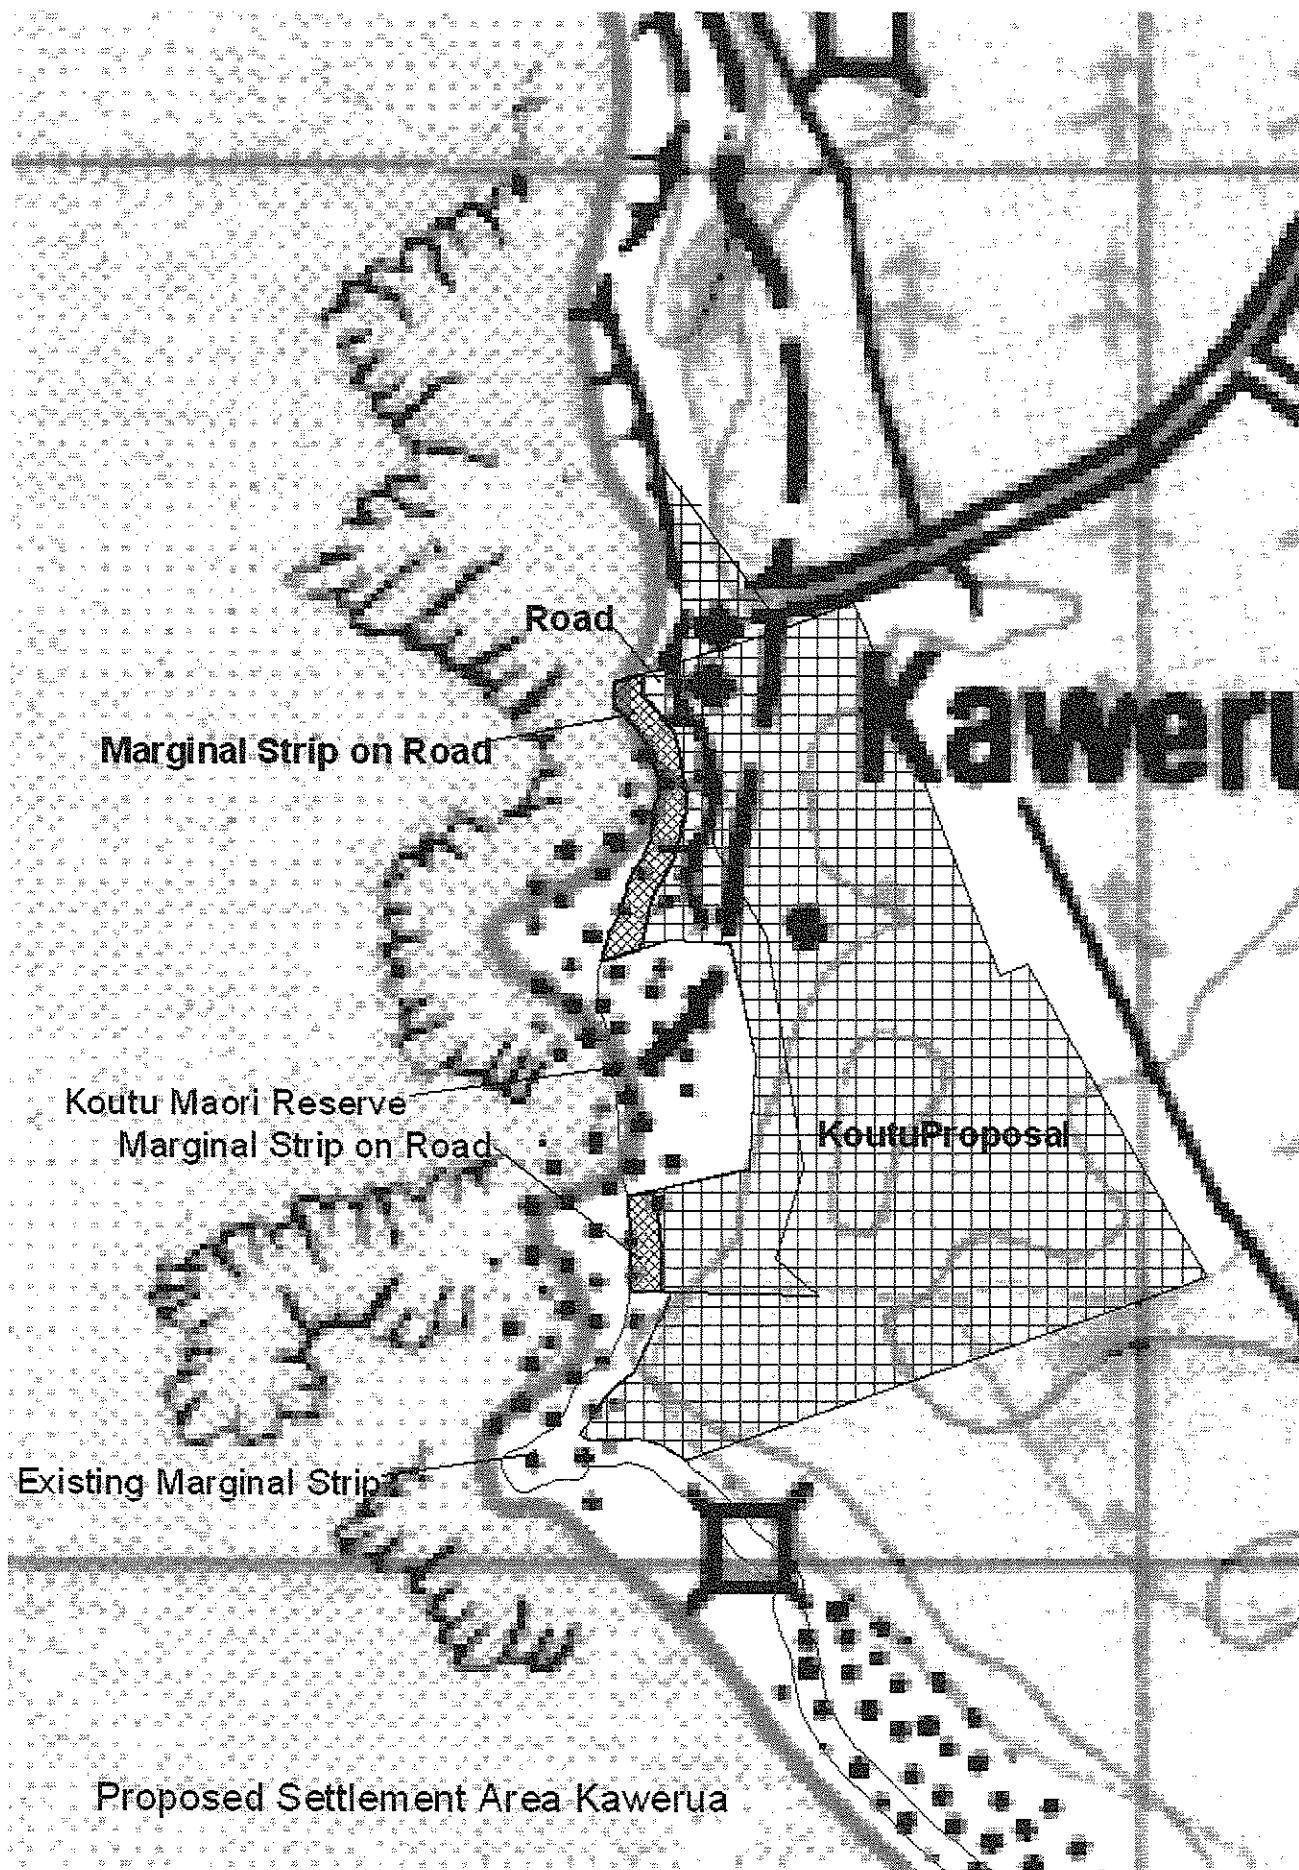 Road
Kaweru
Marginal Strip on Road
Koutu Maori Reserve
Marginal Strip on Road
KoutuProposal
Existing Marginal Strip
Proposed Settlement Area Kawerua